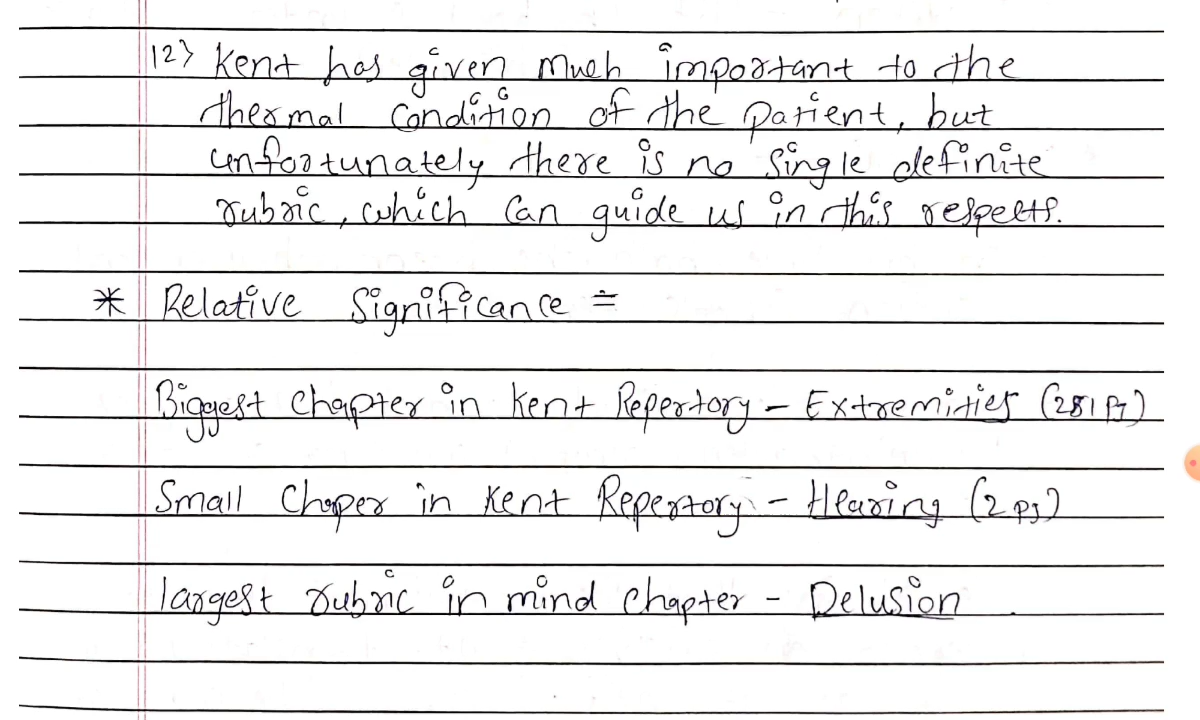 12) Kent has given much important to the
thermal condition of the patient, but
unfortunately there is no single definite
rubric, which can guide us in this respects.
* Relative Significance =
Biggest chapter in Kent Repertory - Extremities (281 Pg)
Small Chaper in Kent Repertory - Hearing (2 pg)
largest rubric in mind chapter - Delusion